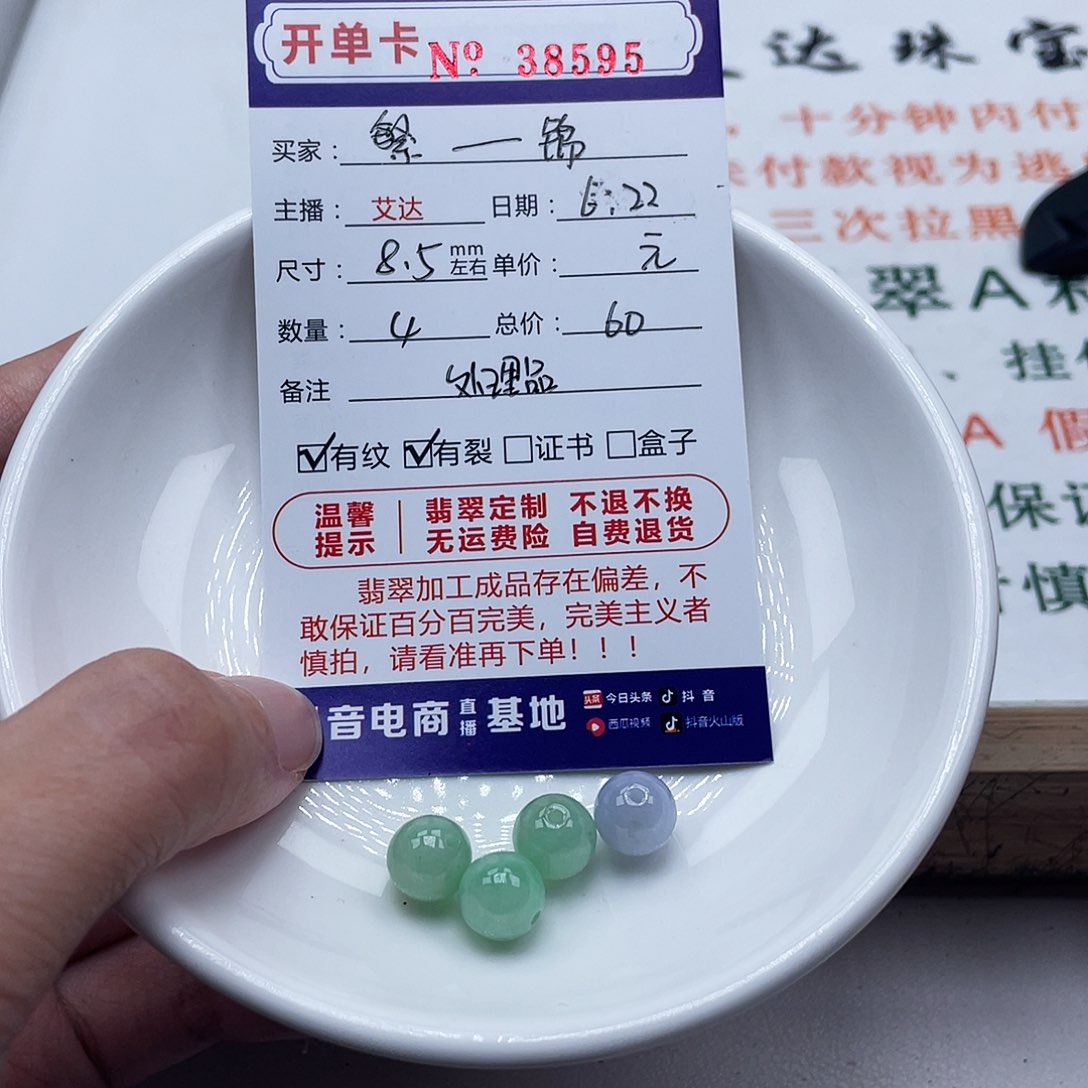 开单卡 Nº 38595
买家：繁一锦
主播：艾达 日期：6.22
尺寸：8.5mm左右 单价：元
数量：4 总价：60
备注 处理品
☑有纹 ☑有裂 □证书 □盒子
温馨提示 翡翠定制 不退不换
无运费险 自费退货
翡翠加工成品存在偏差，不
敢保证百分百完美，完美主义者
慎拍，请看准再下单！！！
音电商直播基地
头条 今日头条 抖音
西瓜视频 抖音火山版
达珠宝
十分钟内付
付款视为逃
三次拉黑
翠A
、挂
A 假
保证
慎